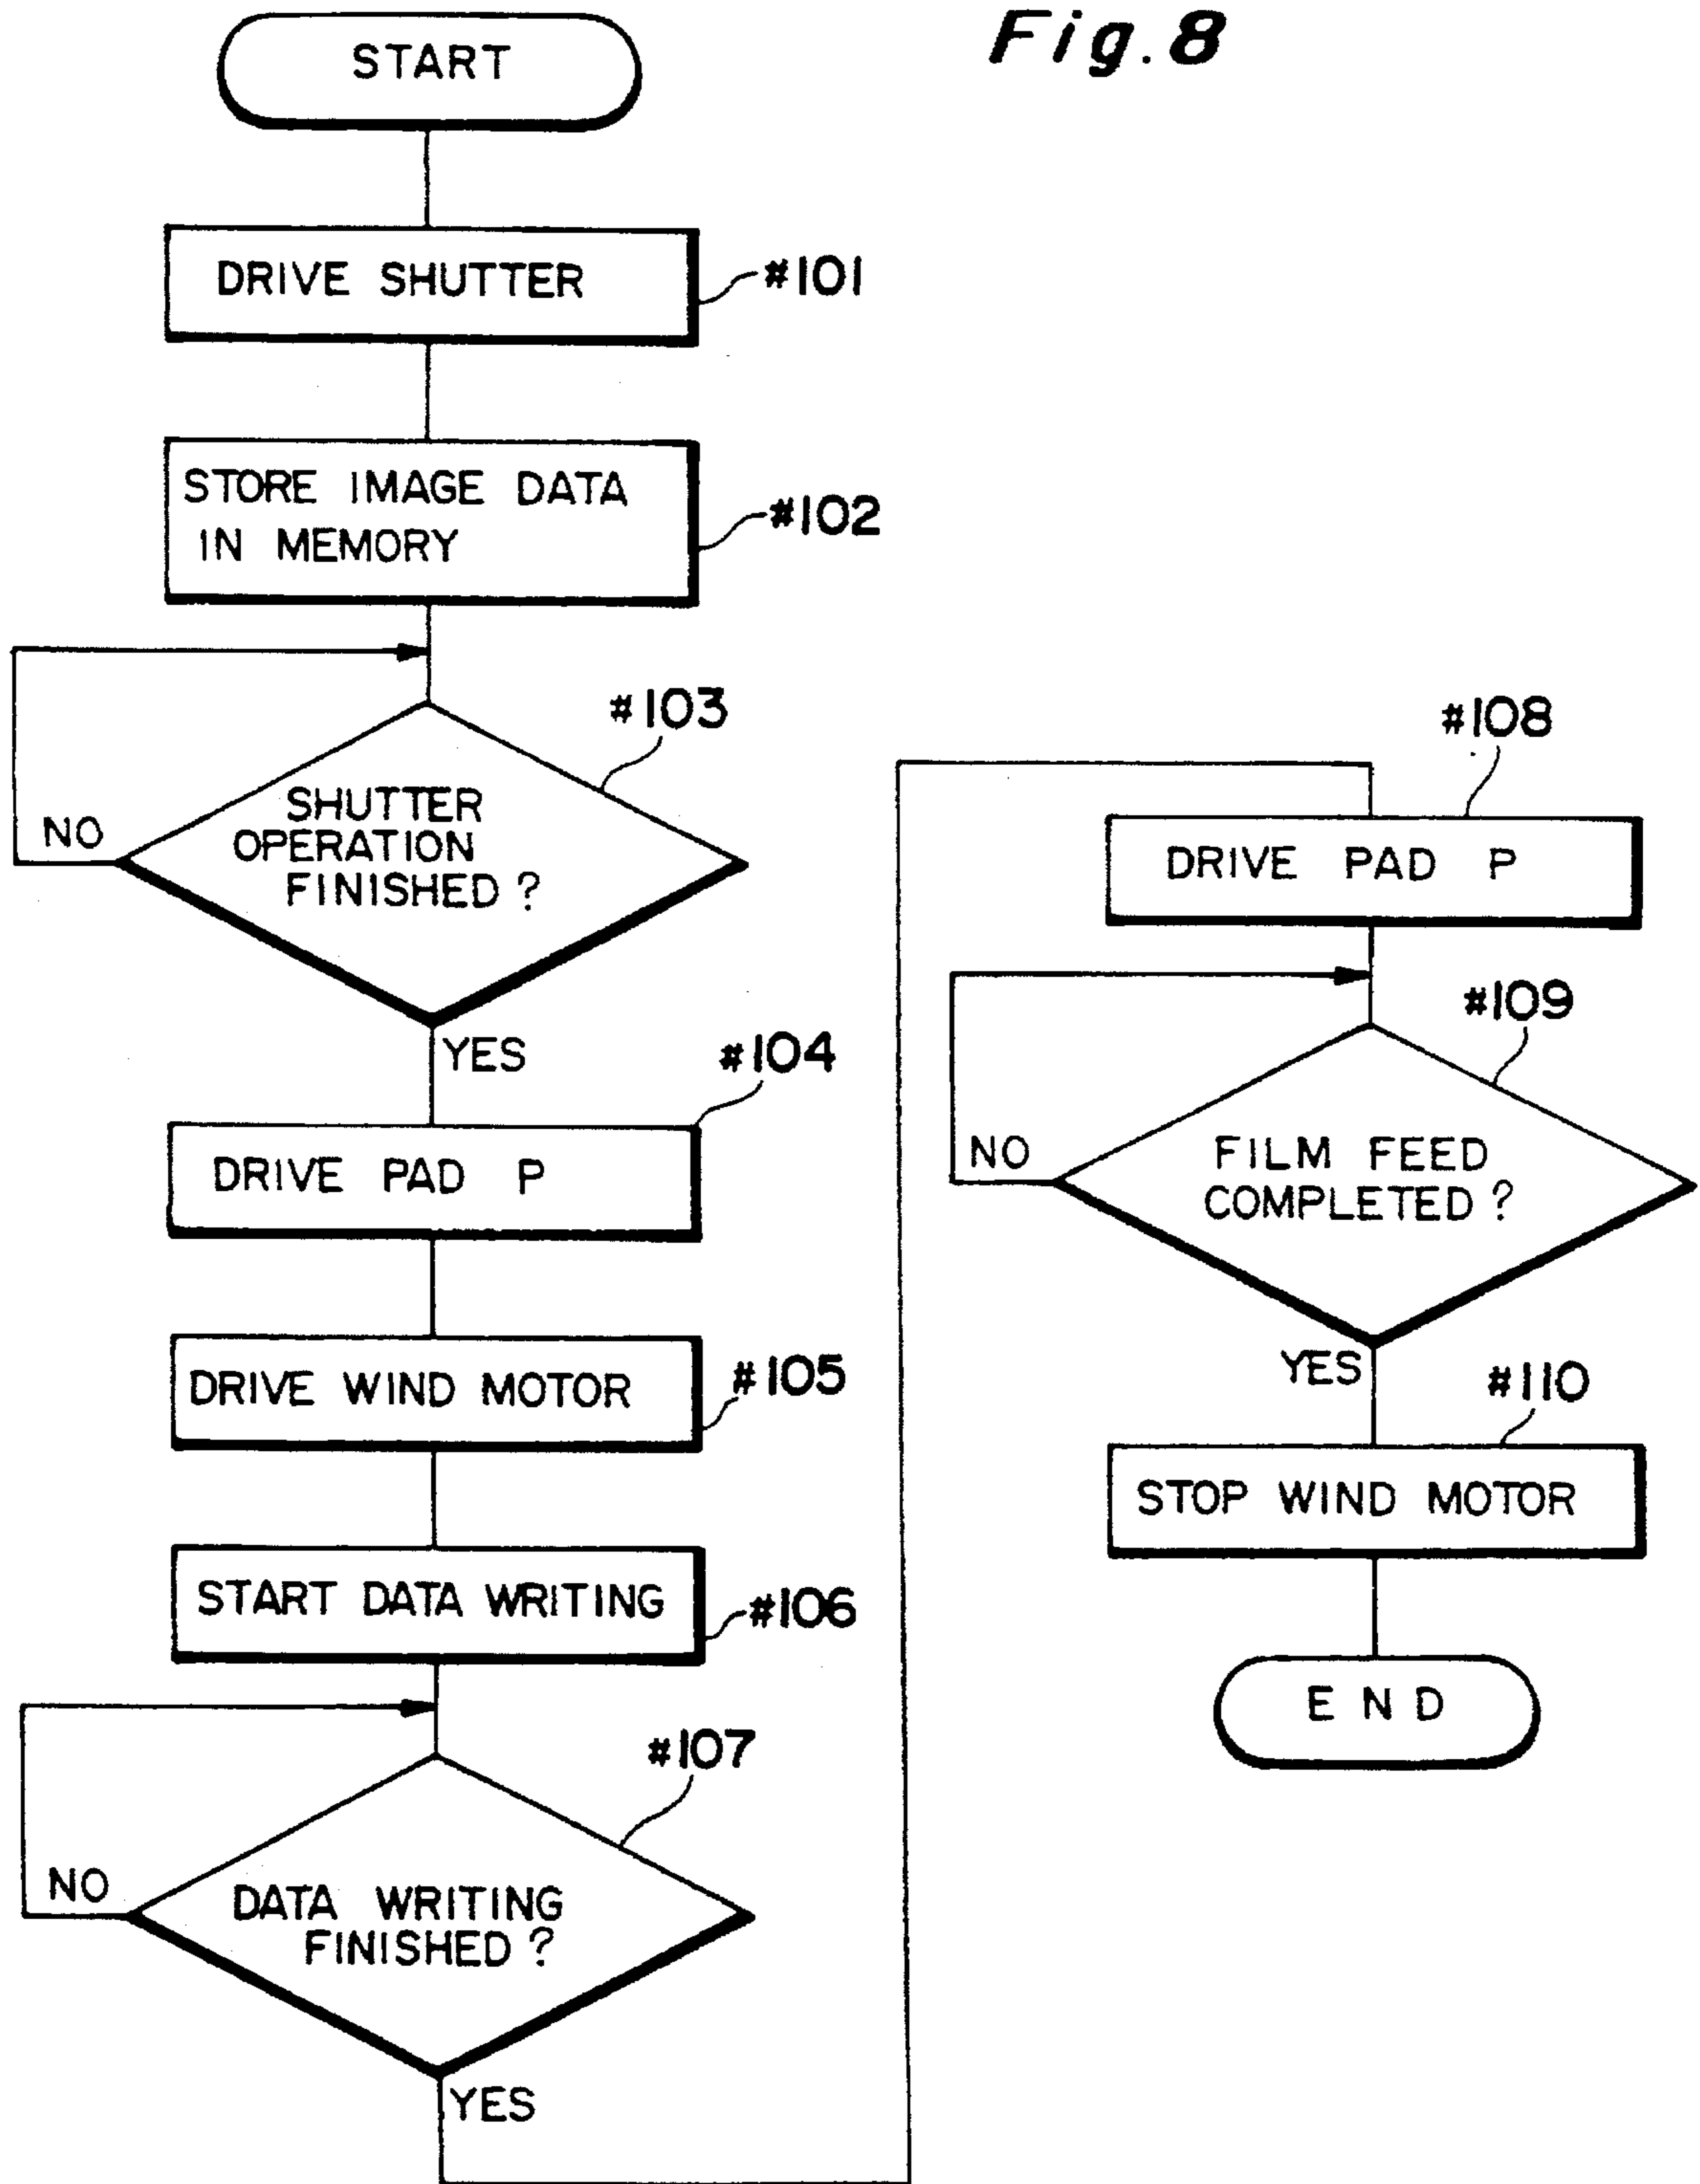 Fig.8
START
DRIVE SHUTTER
#101
STORE IMAGE DATA
IN MEMORY
#102
#103
SHUTTER
OPERATION
FINISHED ?
NO
YES
#104
DRIVE PAD P
DRIVE WIND MOTOR
#105
START DATA WRITING
#106
#107
DATA WRITING
FINISHED ?
NO
YES
#108
DRIVE PAD P
#109
FILM FEED
COMPLETED ?
NO
YES
#110
STOP WIND MOTOR
END